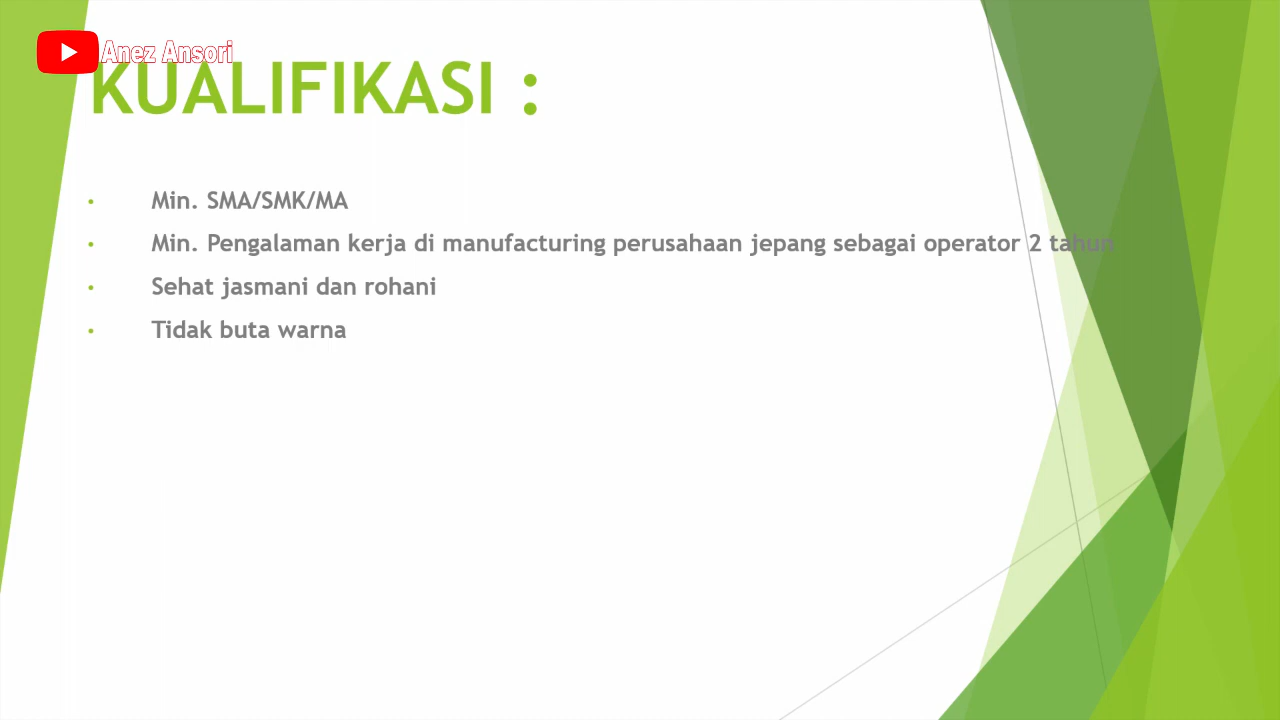 Anez Ansori
KUALIFIKASI :
• Min. SMA/SMK/MA
• Min. Pengalaman kerja di manufacturing perusahaan jepang sebagai operator 2 tahun
• Sehat jasmani dan rohani
• Tidak buta warna